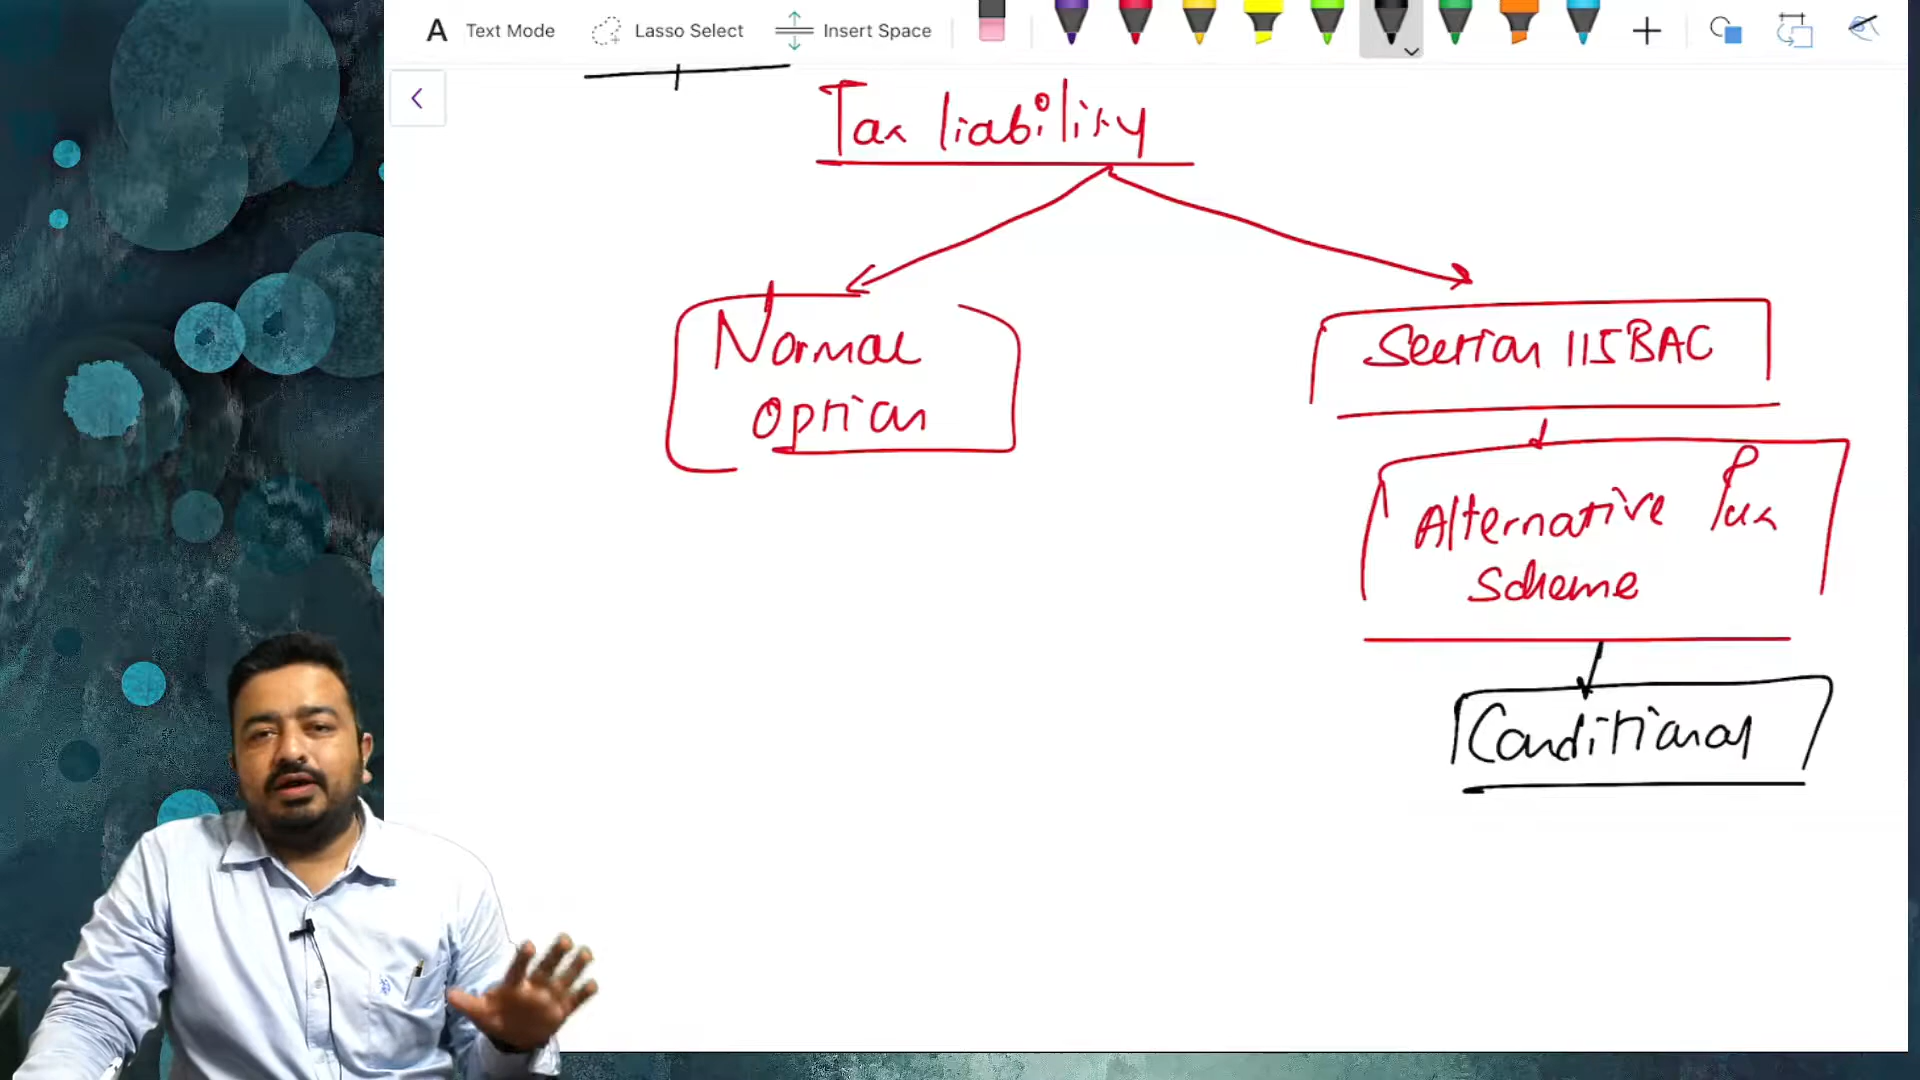 A Text Mode Lasso Select Insert Space
Tax liability
Normal
option
Section 115BAC
Alternative Tax
Scheme
Conditional